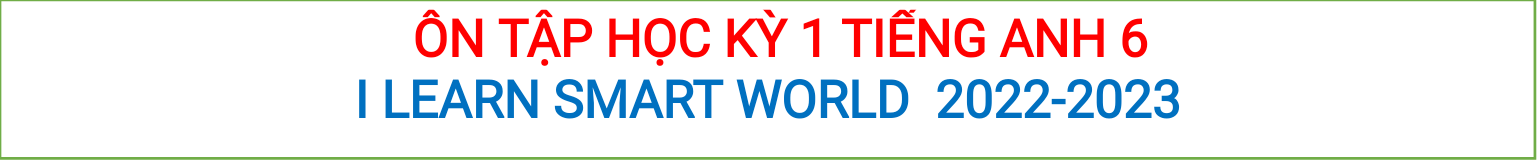 ÔN TẬP HỌC KỲ 1 TIẾNG ANH 6
I LEARN SMART WORLD 2022-2023